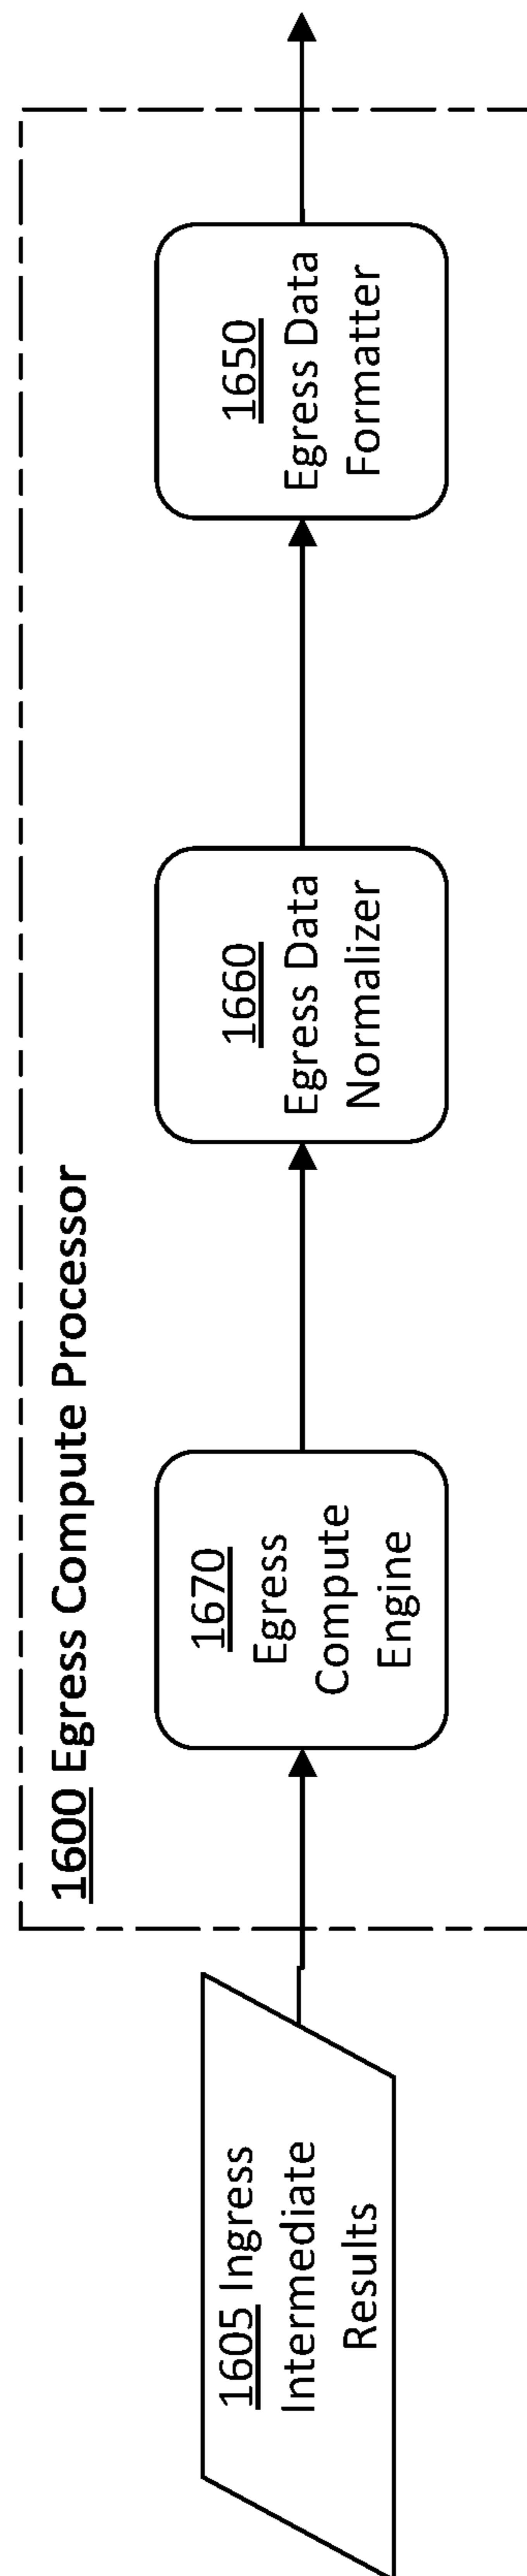 1600 Egress Compute Processor
1605 Ingress
Intermediate
Results
1670
Egress
Compute
Engine
1660
Egress Data
Normalizer
1650
Egress Data
Formatter